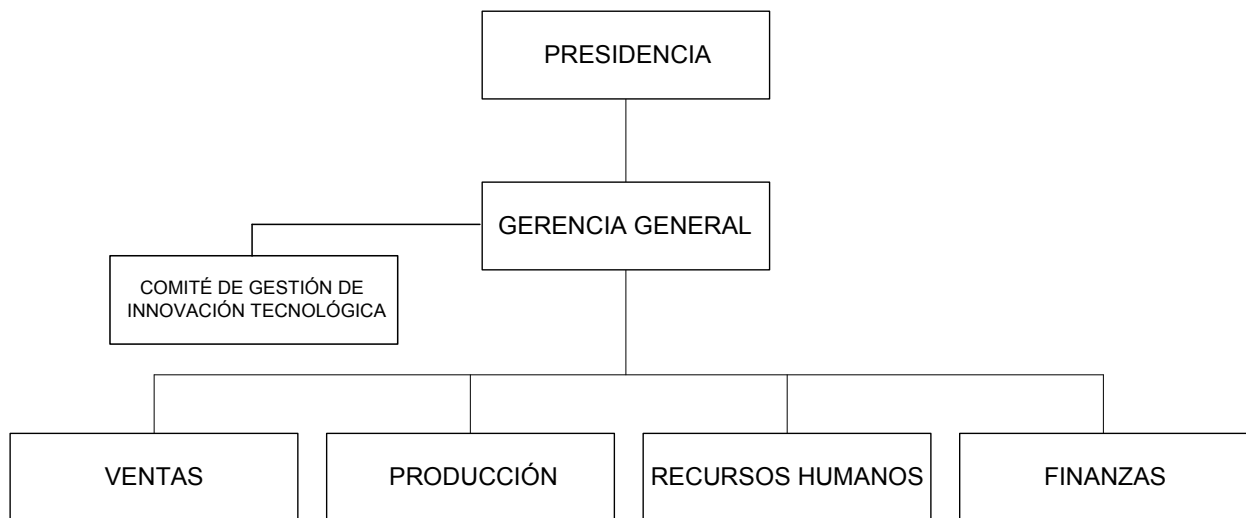 PRESIDENCIA
GERENCIA GENERAL
COMITÉ DE GESTIÓN DE
INNOVACIÓN TECNOLÓGICA
VENTAS
PRODUCCIÓN
RECURSOS HUMANOS
FINANZAS